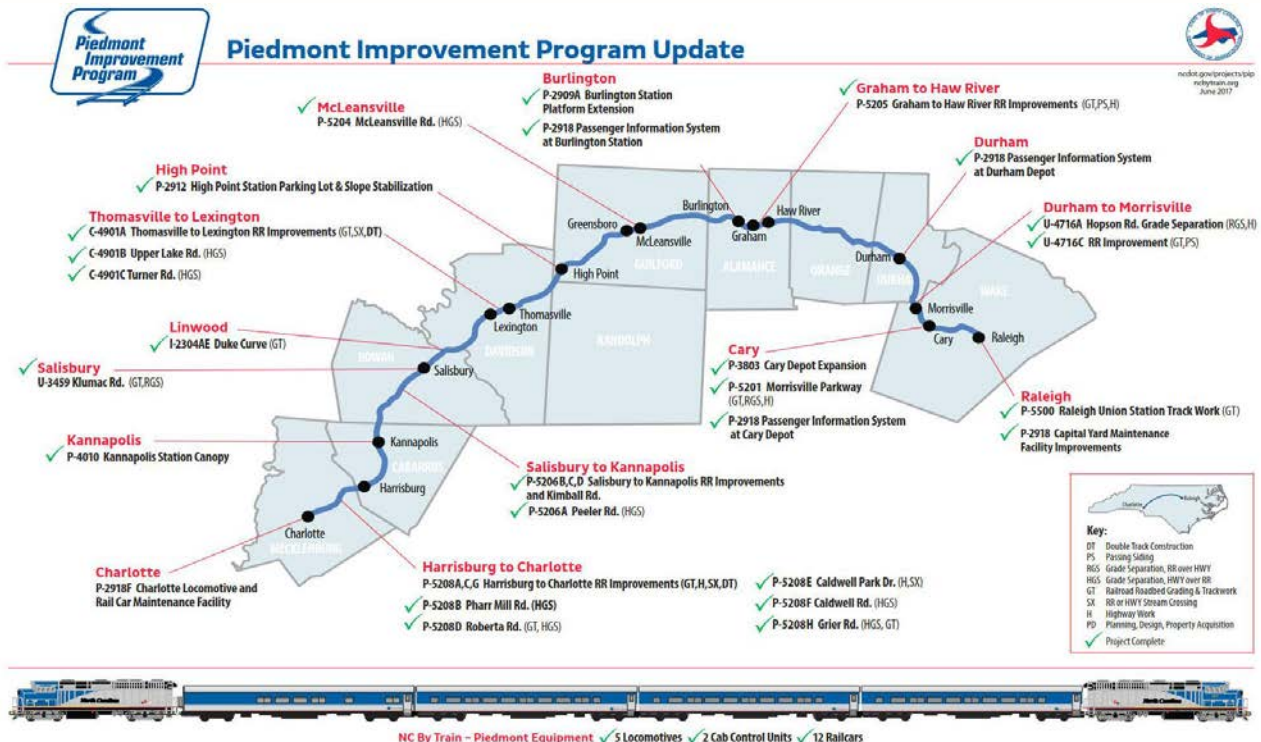 Piedmont
Improvement
Program
Piedmont Improvement Program Update
ncdot.gov/projects/pip
ncbytrain.org
June 2017
Burlington
✓ P-2909A Burlington Station
Platform Extension
✓ P-2918 Passenger Information System
at Burlington Station
✓ McLeansville
P-5204 McLeansville Rd. (HGS)
✓ Graham to Haw River
P-5205 Graham to Haw River RR Improvements (GT,PS,H)
High Point
✓ P-2912 High Point Station Parking Lot & Slope Stabilization
Durham
✓ P-2918 Passenger Information System
at Durham Depot
Thomasville to Lexington
✓ C-4901A Thomasville to Lexington RR Improvements (GT,SX,DT)
✓ C-4901B Upper Lake Rd. (HGS)
✓ C-4901C Turner Rd. (HGS)
Durham to Morrisville
✓ U-4716A Hopson Rd. Grade Separation (RGS,H)
✓ U-4716C RR Improvement (GT,PS)
Linwood
✓ I-2304AE Duke Curve (GT)
✓ Salisbury
U-3459 Klumac Rd. (GT,RGS)
Kannapolis
✓ P-4010 Kannapolis Station Canopy
Cary
✓ P-3803 Cary Depot Expansion
✓ P-5201 Morrisville Parkway
(GT,RGS,H)
✓ P-2918 Passenger Information System
at Cary Depot
Raleigh
✓ P-5500 Raleigh Union Station Track Work (GT)
✓ P-2918 Capital Yard Maintenance
Facility Improvements
Salisbury to Kannapolis
✓ P-5206B,C,D Salisbury to Kannapolis RR Improvements
and Kimball Rd.
✓ P-5206A Peeler Rd. (HGS)
Charlotte
P-2918F Charlotte Locomotive and
Rail Car Maintenance Facility
Harrisburg to Charlotte
P-5208A,C,G Harrisburg to Charlotte RR Improvements (GT,H,SX,DT)
✓ P-5208B Pharr Mill Rd. (HGS)
✓ P-5208D Roberta Rd. (GT, HGS)
✓ P-5208E Caldwell Park Dr. (H,SX)
✓ P-5208F Caldwell Rd. (HGS)
✓ P-5208H Grier Rd. (HGS, GT)
Burlington
Haw River
Greensboro
McLeansville
Graham
GUILFORD
ALAMANCE
ORANGE
DURHAM
WAKE
Durham
High Point
Morrisville
Cary
Raleigh
Thomasville
Lexington
DAVIDSON
RANDOLPH
ROWAN
Salisbury
Kannapolis
CABARRUS
Harrisburg
Charlotte
MECKLENBURG
Charlotte
Raleigh
Key:
DT Double Track Construction
PS Passing Siding
RGS Grade Separation, RR over HWY
HGS Grade Separation, HWY over RR
GT Railroad Roadbed Grading & Trackwork
SX RR or HWY Stream Crossing
H Highway Work
PD Planning, Design, Property Acquisition
✓ Project Complete
North Carolina
North Carolina
NC By Train – Piedmont Equipment ✓ 5 Locomotives ✓ 2 Cab Control Units ✓ 12 Railcars